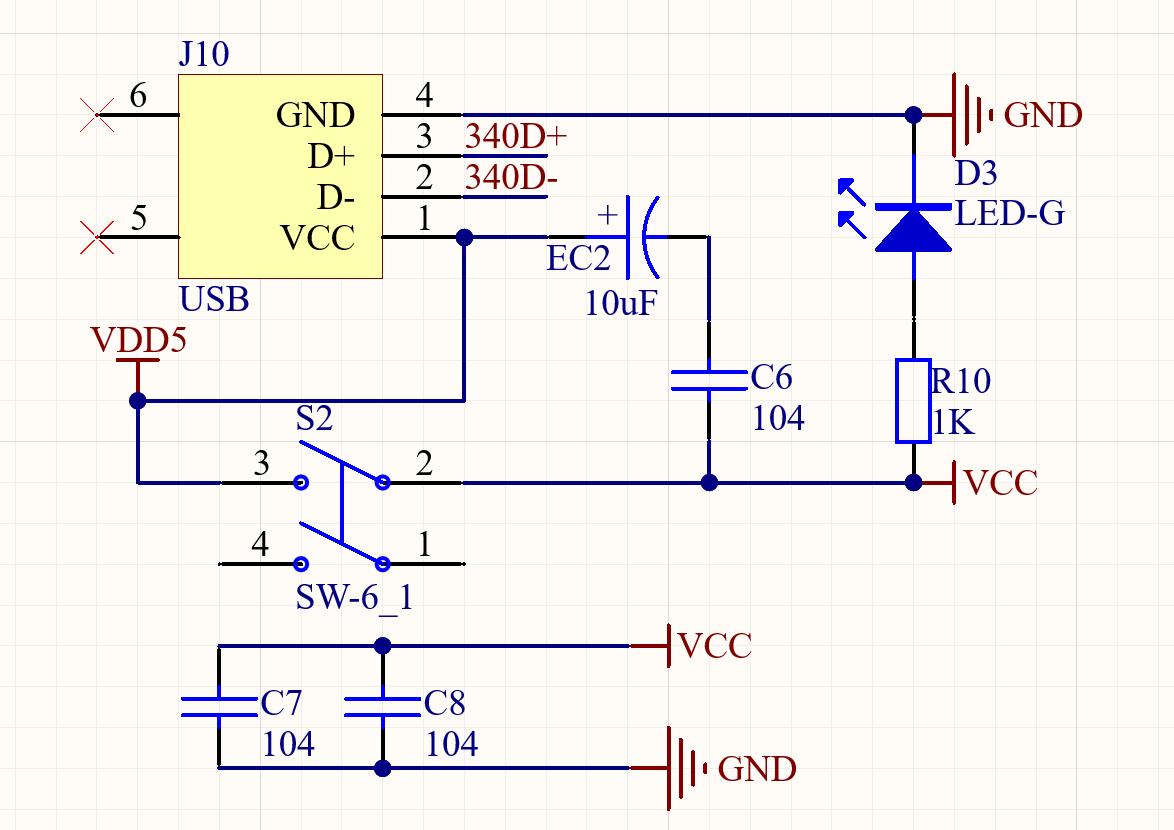 J10
6
GND
4
GND
D+
3
340D+
D3
D-
2
340D-
LED-G
5
VCC
1
+
EC2
USB
10uF
VDD5
C6
R10
104
1K
S2
3
2
VCC
4
1
SW-6_1
VCC
C7
C8
104
104
GND